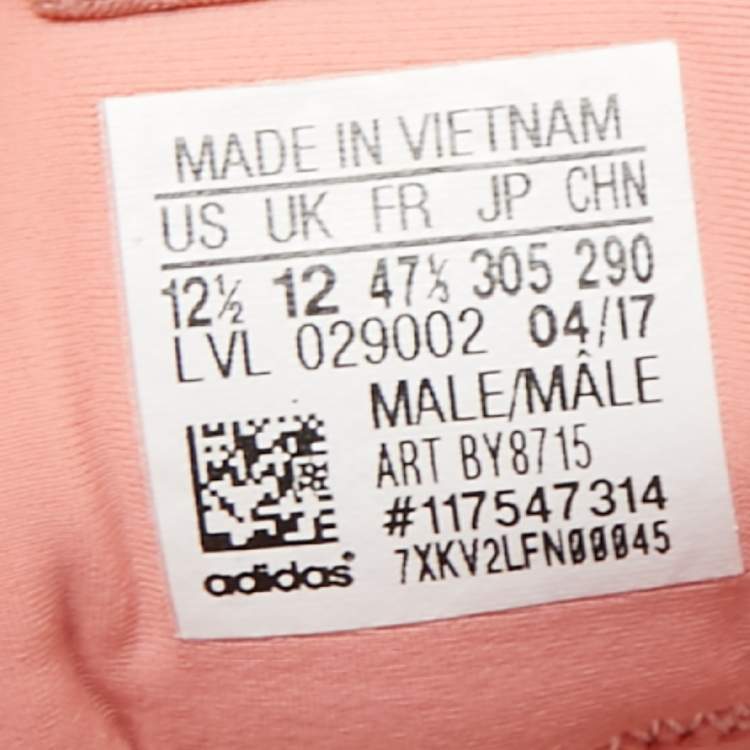 MADE IN VIETNAM
US UK FR JP CHN
12½ 12 47⅓ 305 290
LVL 029002 04/17
MALE/MÂLE
ART BY8715
#117547314
7XKV2LFN00045
adidas®